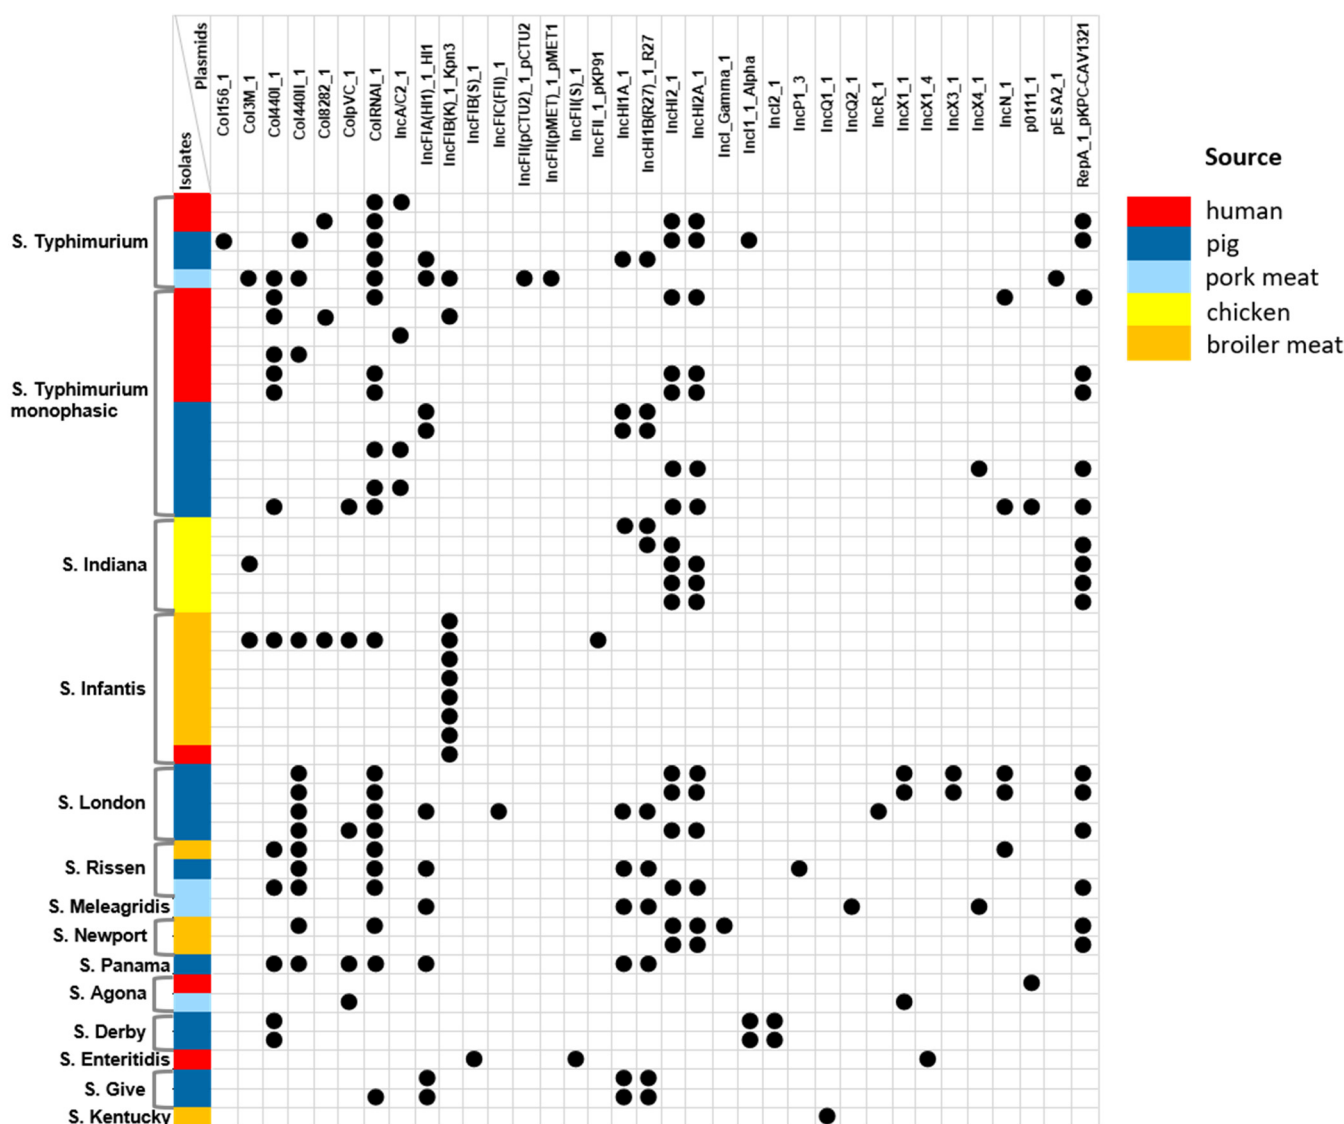 Plasmids
Isolates
Col156_1
Col3M_1
Col440I_1
Col440II_1
Col8282_1
ColpVC_1
ColRNAI_1
IncA/C2_1
IncFIA(HI1)_1_HI1
IncFIB(K)_1_Kpn3
IncFIB(S)_1
IncFIC(FII)_1
IncFII(pCTU2)_1_pCTU2
IncFII(pMET)_1_pMET1
IncFII(S)_1
IncFII_1_pKP91
IncHI1A_1
IncHI1B(R27)_1_R27
IncHI2_1
IncHI2A_1
IncI_Gamma_1
IncI1_1_Alpha
IncI2_1
IncP1_3
IncQ1_1
IncQ2_1
IncR_1
IncX1_1
IncX1_4
IncX3_1
IncX4_1
IncN_1
p0111_1
pESA2_1
RepA_1_pKPC-CAV1321
S. Typhimurium
S. Typhimurium
monophasic
S. Indiana
S. Infantis
S. London
S. Rissen
S. Meleagridis
S. Newport
S. Panama
S. Agona
S. Derby
S. Enteritidis
S. Give
S. Kentucky
Source
human
pig
pork meat
chicken
broiler meat